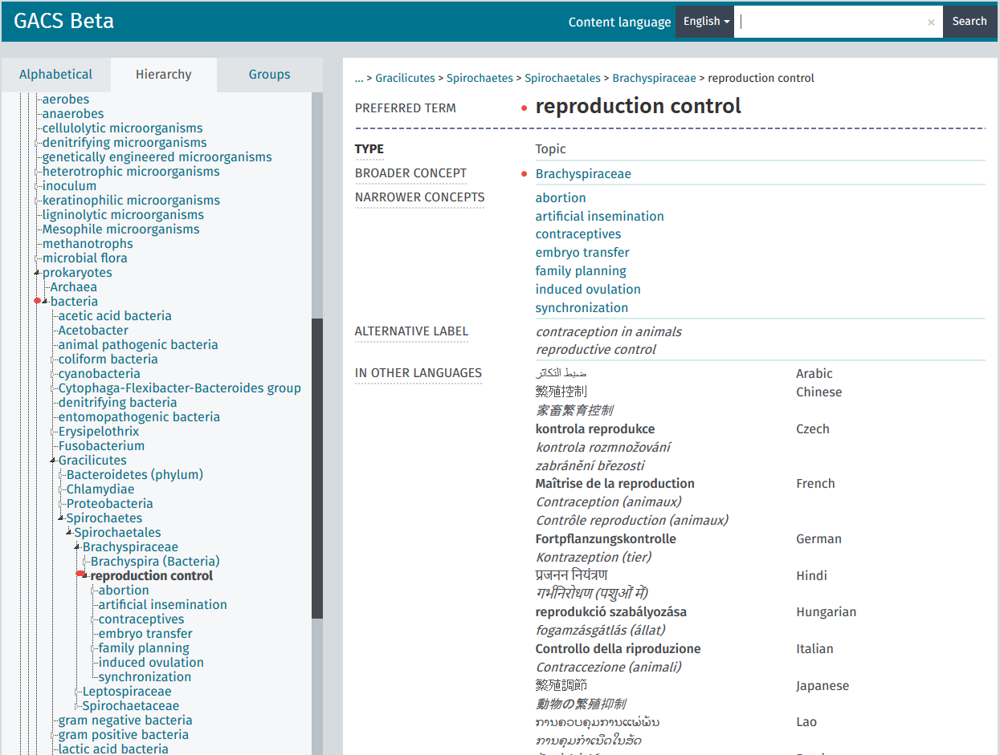 GACS Beta
Content language English Search
Alphabetical Hierarchy Groups
aerobes
anaerobes
cellulolytic microorganisms
denitrifying microorganisms
genetically engineered microorganisms
heterotrophic microorganisms
inoculum
keratinophilic microorganisms
ligninolytic microorganisms
Mesophile microorganisms
methanotrophs
microbial flora
prokaryotes
Archaea
bacteria
acetic acid bacteria
Acetobacter
animal pathogenic bacteria
coliform bacteria
cyanobacteria
Cytophaga-Flexibacter-Bacteroides group
denitrifying bacteria
entomopathogenic bacteria
Erysipelothrix
Fusobacterium
Gracilicutes
Bacteroidetes (phylum)
Chlamydiae
Proteobacteria
Spirochaetes
Spirochaetales
Brachyspiraceae
Brachyspira (Bacteria)
reproduction control
abortion
artificial insemination
contraceptives
embryo transfer
family planning
induced ovulation
synchronization
Leptospiraceae
Spirochaetaceae
gram negative bacteria
gram positive bacteria
lactic acid bacteria
... > Gracilicutes > Spirochaetes > Spirochaetales > Brachyspiraceae > reproduction control
PREFERRED TERM reproduction control
TYPE Topic
BROADER CONCEPT Brachyspiraceae
NARROWER CONCEPTS abortion
artificial insemination
contraceptives
embryo transfer
family planning
induced ovulation
synchronization
ALTERNATIVE LABEL contraception in animals
reproductive control
IN OTHER LANGUAGES ضبط التكاثر Arabic
繁殖控制 Chinese
家畜繁育控制
kontrola reprodukce Czech
kontrola rozmnožování
zabránění březosti
Maîtrise de la reproduction French
Contraception (animaux)
Contrôle reproduction (animaux)
Fortpflanzungskontrolle German
Kontrazeption (tier)
प्रजनन नियंत्रण Hindi
गर्भनिरोधण (पशुओं में)
reprodukció szabályozása Hungarian
fogamzásgátlás (állat)
Controllo della riproduzione Italian
Contraccezione (animali)
繁殖調節 Japanese
動物の繁殖抑制
ການຄວບຄຸມການແຜ່ພັນ Lao
ການຄຸມກຳເນີດໃນສັດ